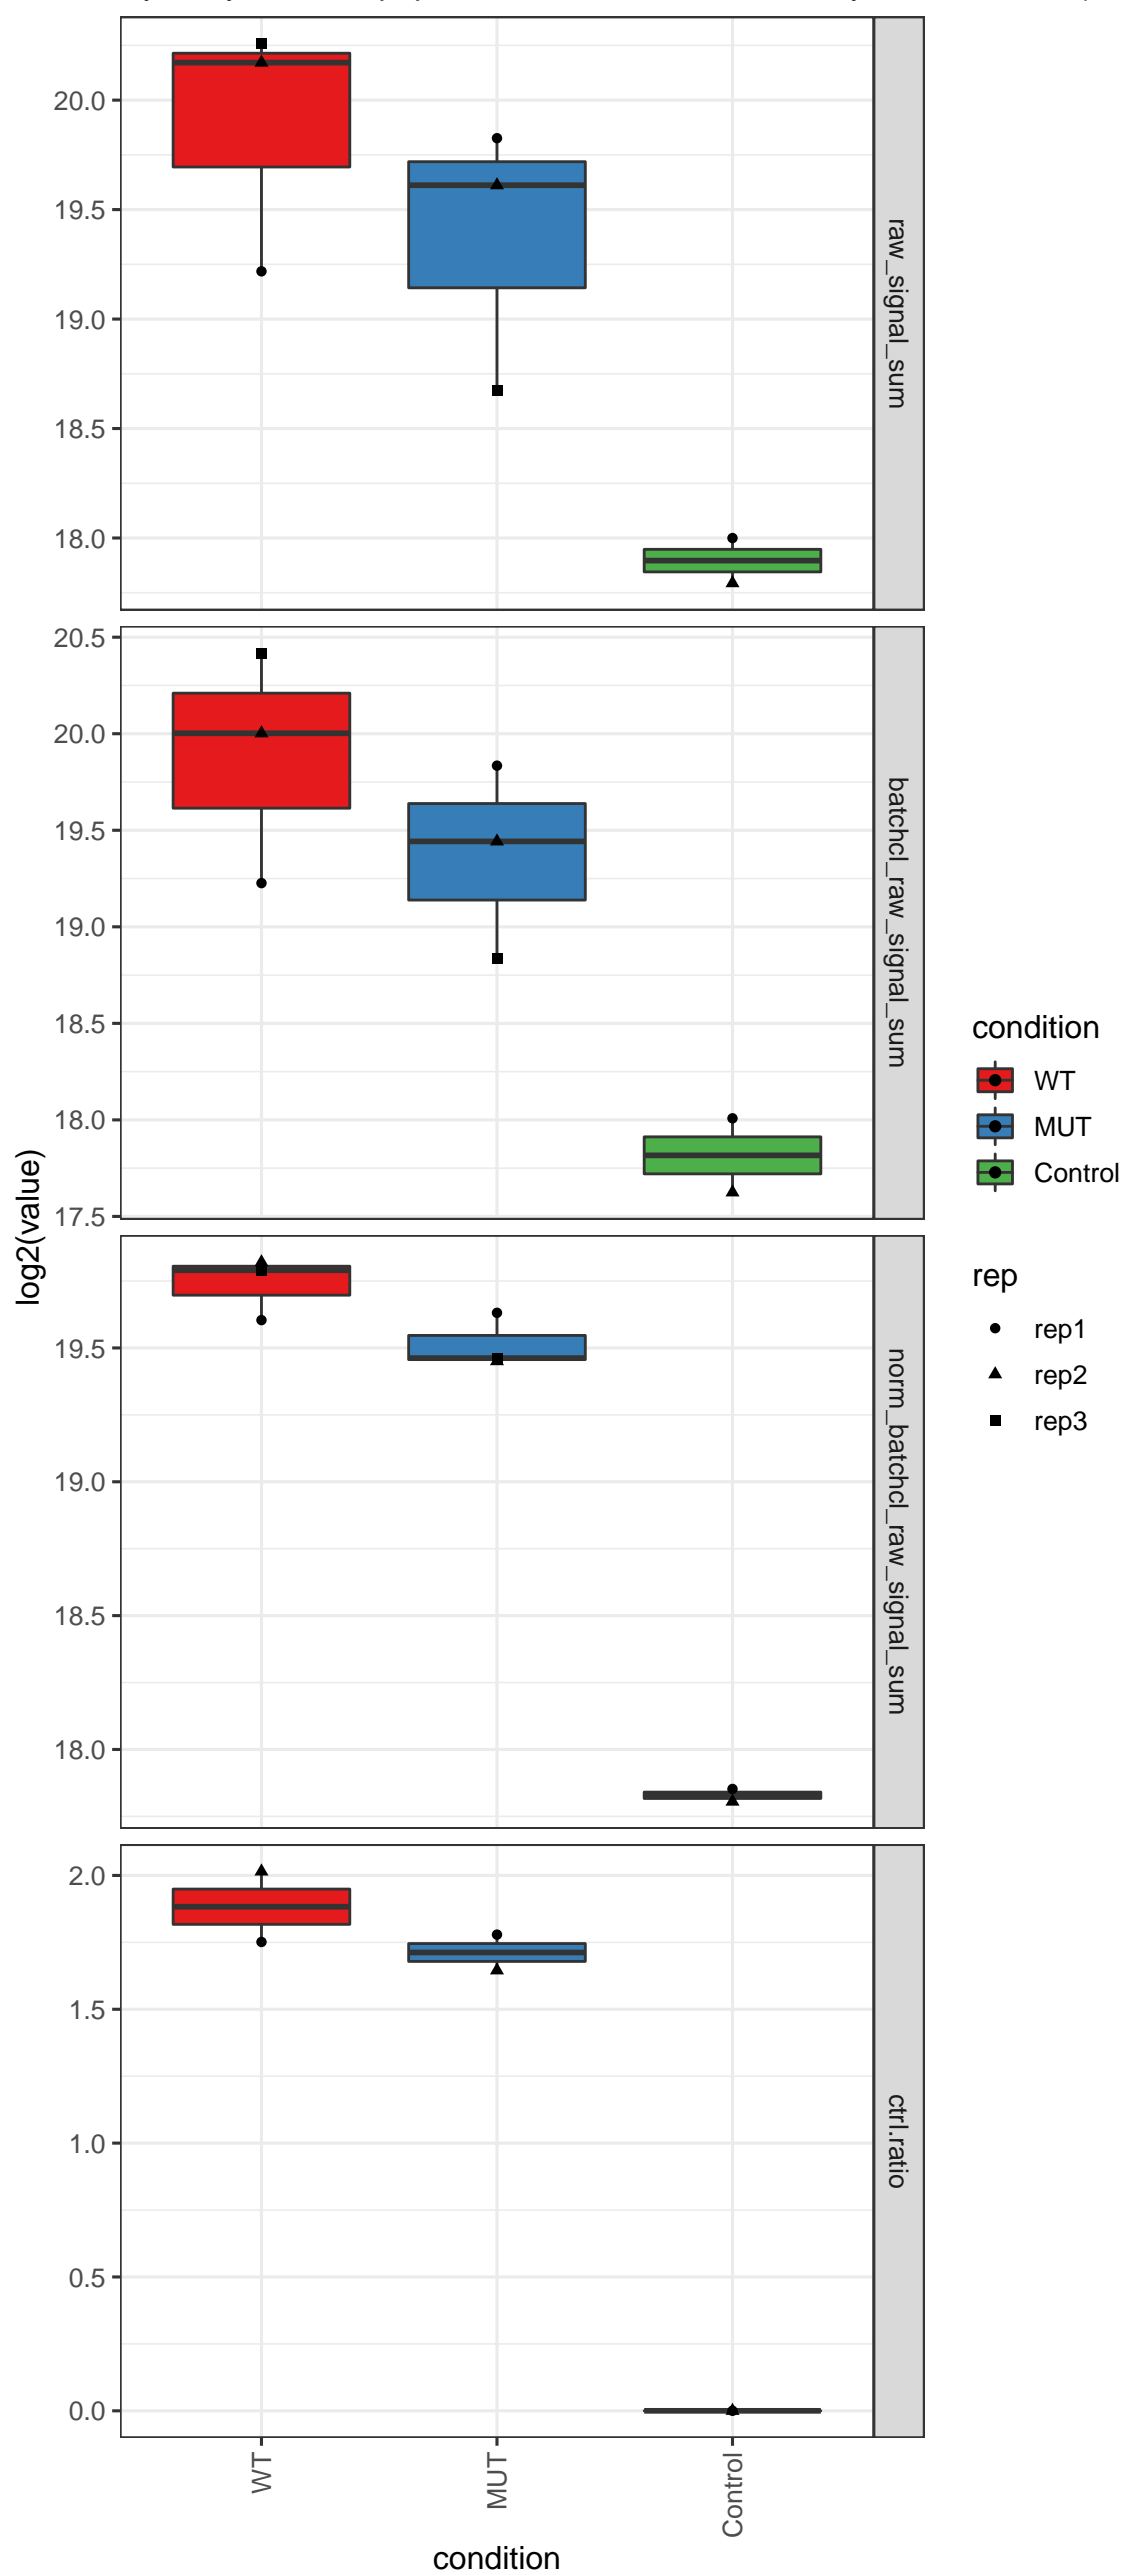 20.0
19.5
19.0
18.5
18.0
raw_signal_sum
20.5
20.0
19.5
19.0
18.5
18.0
17.5
batchcl_raw_signal_sum
19.5
19.0
18.5
18.0
norm_batchcl_raw_signal_sum
2.0
1.5
1.0
0.5
0.0
ctrl.ratio
log2(value)
WT
MUT
Control
condition
condition
WT
MUT
Control
rep
rep1
rep2
rep3